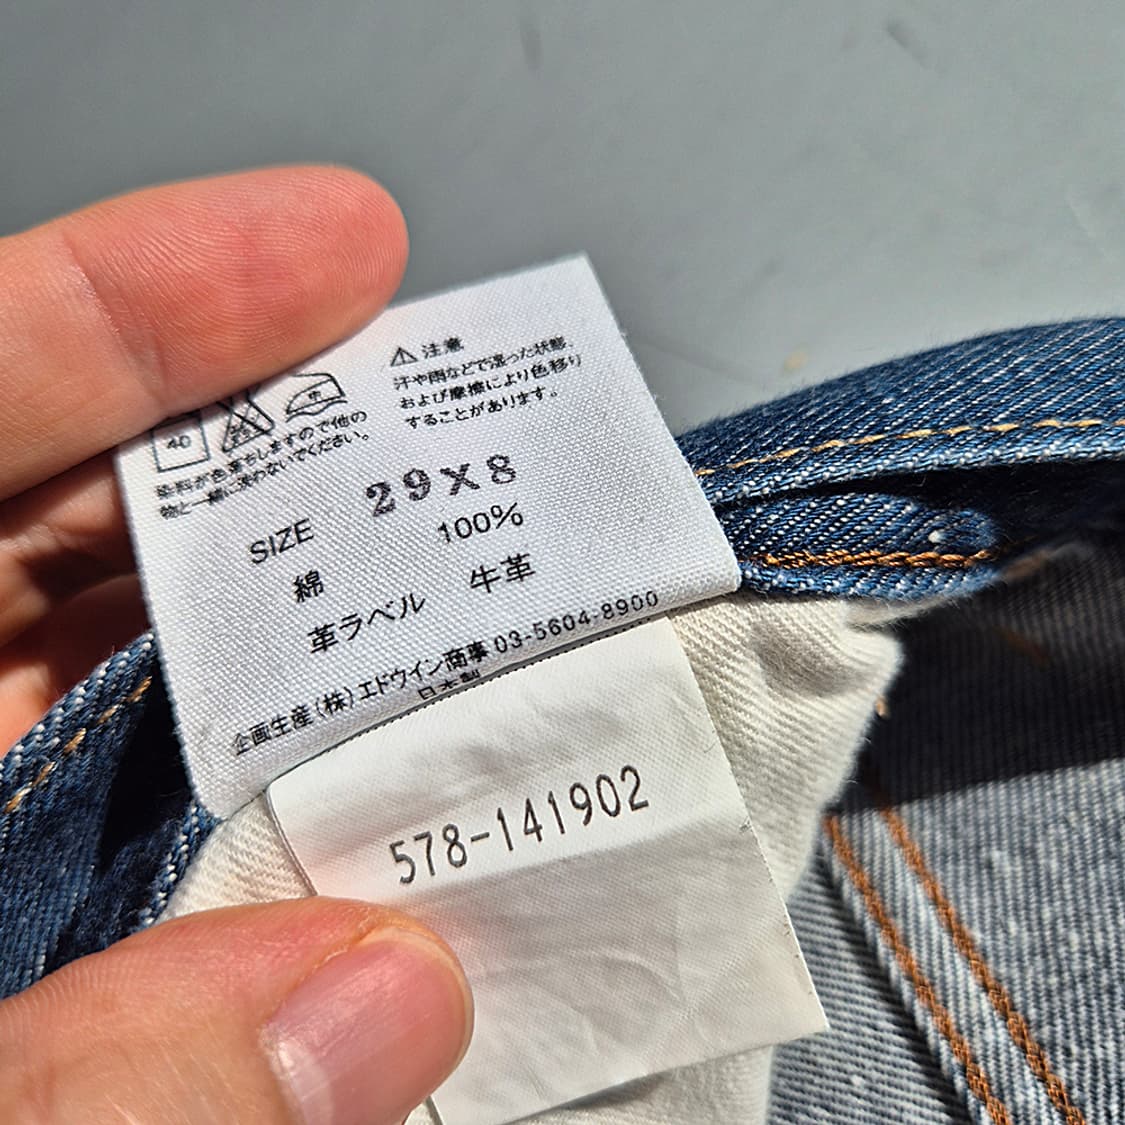 ⚠ 注意
汗や雨などで湿った状態
および摩擦により色移り
することがあります。
40
染料が色落ちしますので他の
物と一緒に洗わないでください。
SIZE 29X8
綿 100%
革ラベル 牛革
企画生産(株)エドウイン商事 03-5604-8900
日本製
578-141902